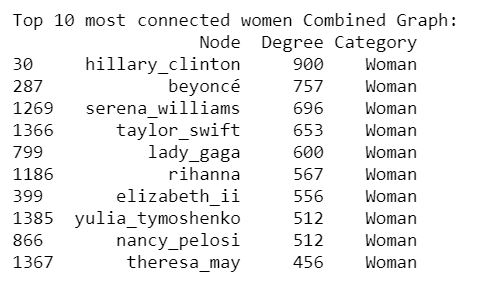 Top 10 most connected women Combined Graph:
Node Degree Category
30 hillary_clinton 900 Woman
287 beyoncé 757 Woman
1269 serena_williams 696 Woman
1366 taylor_swift 653 Woman
799 lady_gaga 600 Woman
1186 rihanna 567 Woman
399 elizabeth_ii 556 Woman
1385 yulia_tymoshenko 512 Woman
866 nancy_pelosi 512 Woman
1367 theresa_may 456 Woman